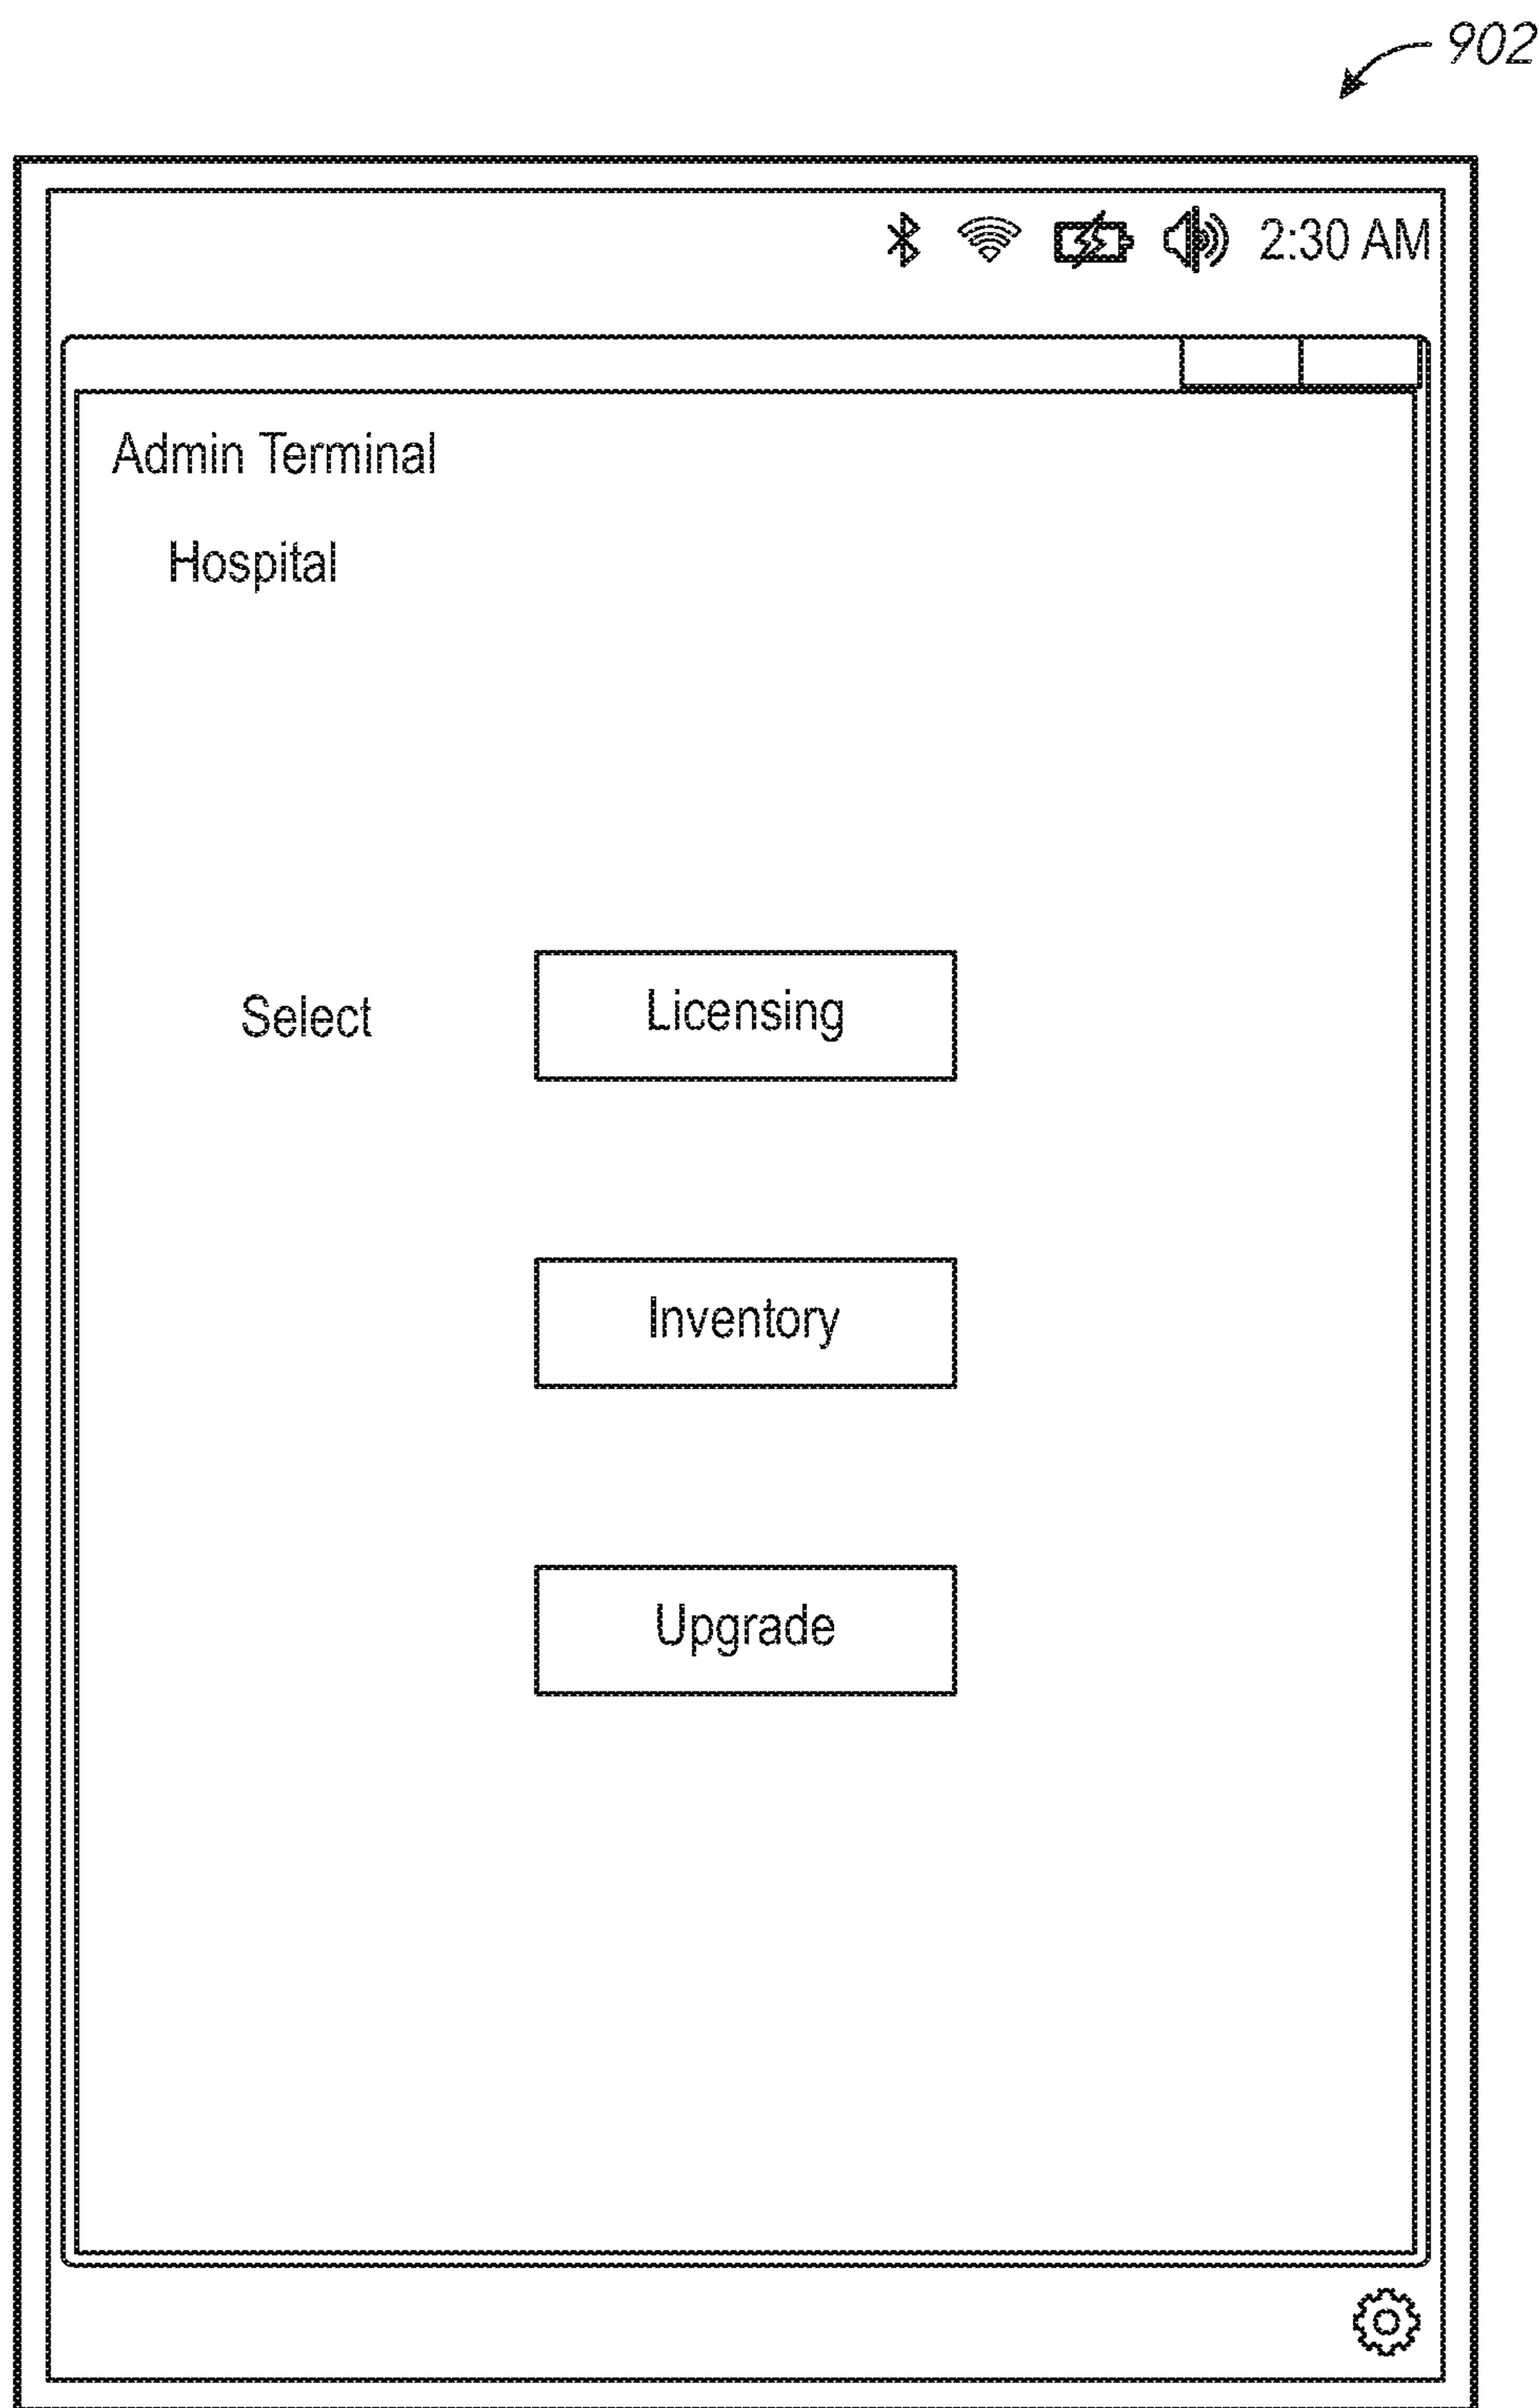 902
2:30 AM
Admin Terminal
Hospital
Select
Licensing
Inventory
Upgrade